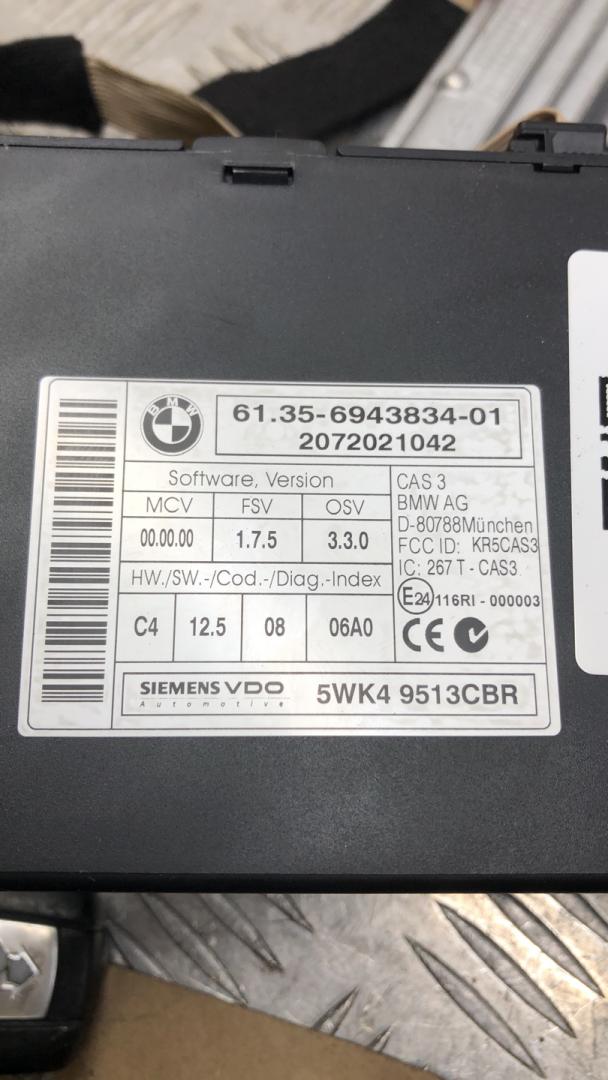 BMW
61.35-6943834-01
2072021042
Software, Version
MCV FSV OSV
00.00.00 1.7.5 3.3.0
HW./SW.-/Cod.-/Diag.-Index
C4 12.5 08 06A0
CAS 3
BMW AG
D-80788München
FCC ID: KR5CAS3
IC: 267 T - CAS3
E24 116RI - 000003
CE
SIEMENS VDO
Automotive
5WK4 9513CBR